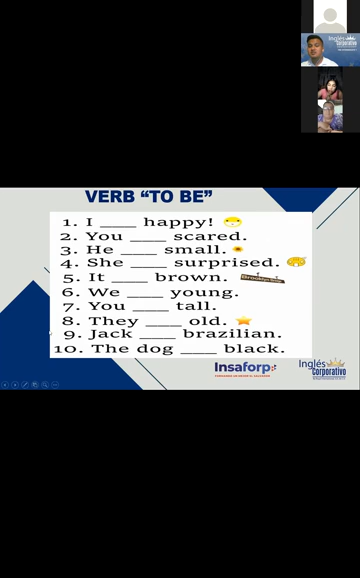 Inglés
Corporativo
VERB “TO BE”
1. I ____ happy!
2. You ____ scared.
3. He ____ small.
4. She ____ surprised.
5. It ____ brown.
6. We ____ young.
7. You ____ tall.
8. They ____ old.
9. Jack ____ brazilian.
10. The dog ____ black.
Insaforp
Inglés
Corporativo